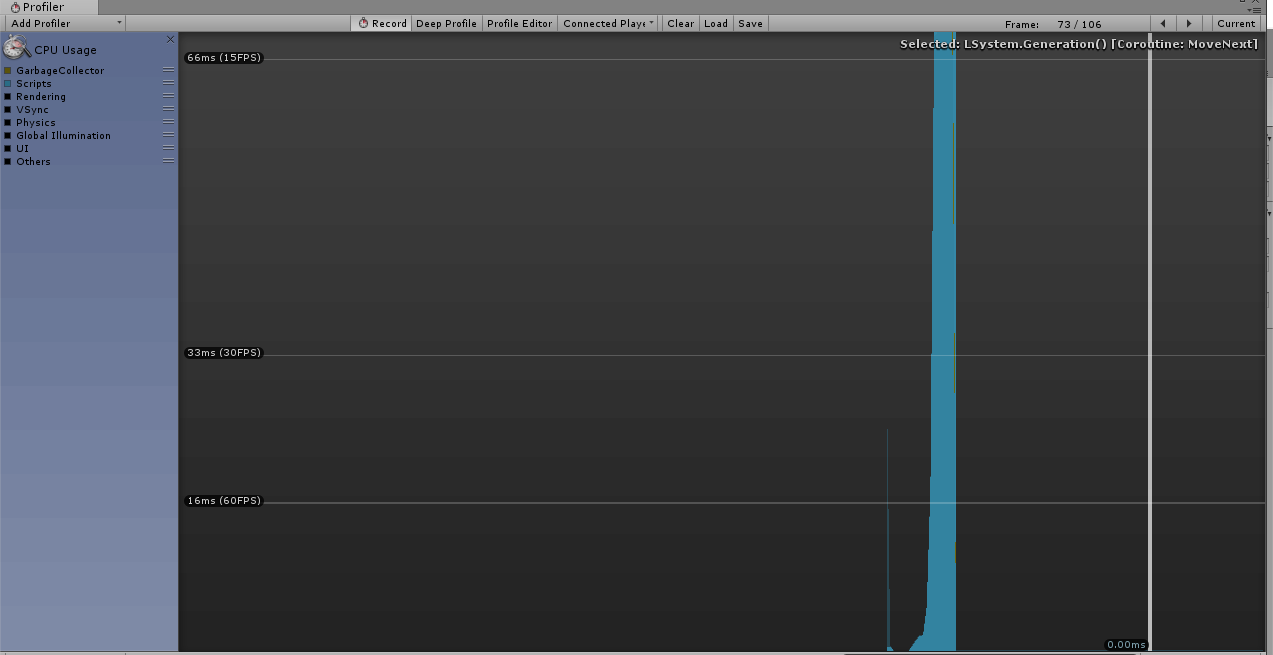 Profiler
Add Profiler Record Deep Profile Profile Editor Connected Playe Clear Load Save Frame: 73 / 106 Current
CPU Usage
Selected: LSystem.Generation() [Coroutine: MoveNext]
66ms (15FPS)
GarbageCollector
Scripts
Rendering
VSync
Physics
Global Illumination
UI
Others
33ms (30FPS)
16ms (60FPS)
0.00ms